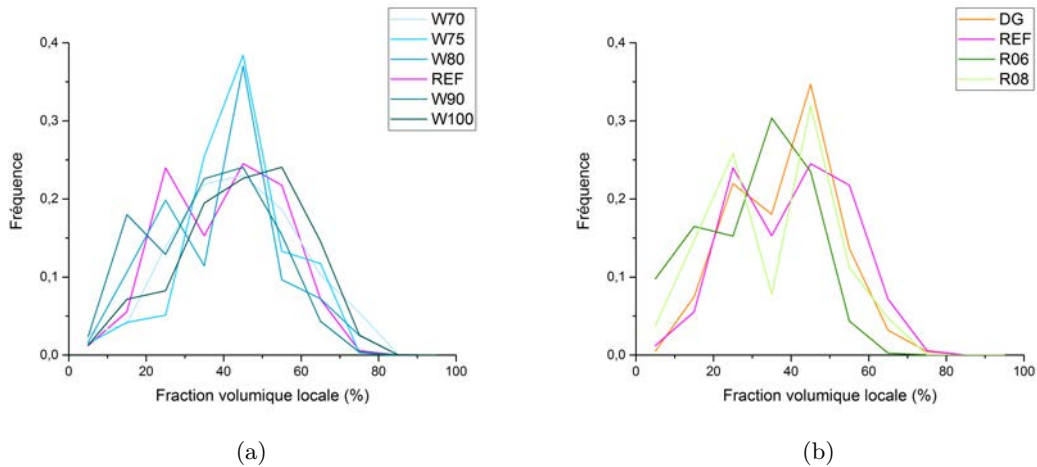 W70
W75
W80
REF
W90
W100
0,4
0,3
0,2
0,1
0,0
Fréquence
0 20 40 60 80 100
Fraction volumique locale (%)
(a)
DG
REF
R06
R08
0,4
0,3
0,2
0,1
0,0
Fréquence
0 20 40 60 80 100
Fraction volumique locale (%)
(b)